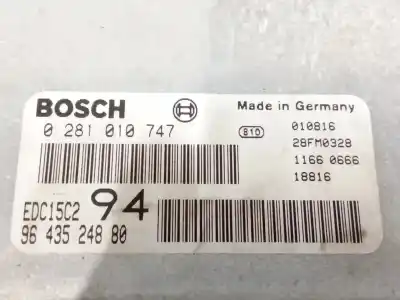 BOSCH
Made in Germany
0 281 010 747
810
010816
28FM0328
1166 0666
18816
EDC15C2 94
96 435 248 80